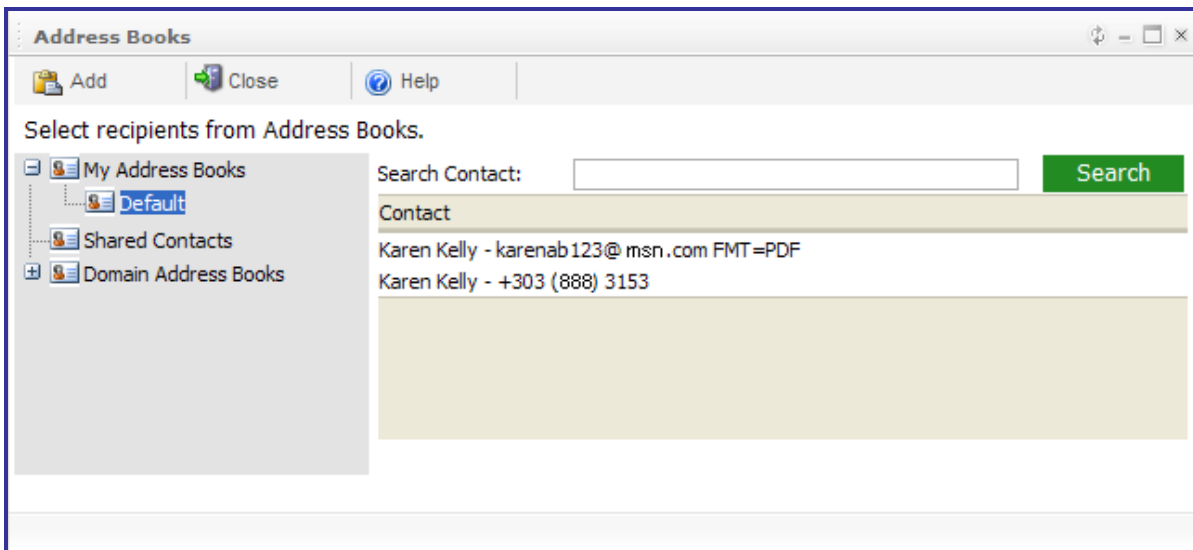 Address Books
Add Close Help
Select recipients from Address Books.
My Address Books
Default
Shared Contacts
Domain Address Books
Search Contact: Search
Contact
Karen Kelly - karenab123@ msn.com FMT=PDF
Karen Kelly - +303 (888) 3153